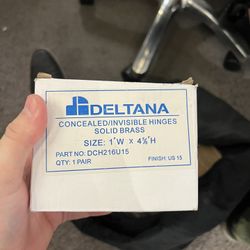 DELTANA
CONCEALED/INVISIBLE HINGES
SOLID BRASS
SIZE: 1"W x 4⅝"H
PART NO. DCH216U15 FINISH: US 15
QTY: 1 PAIR